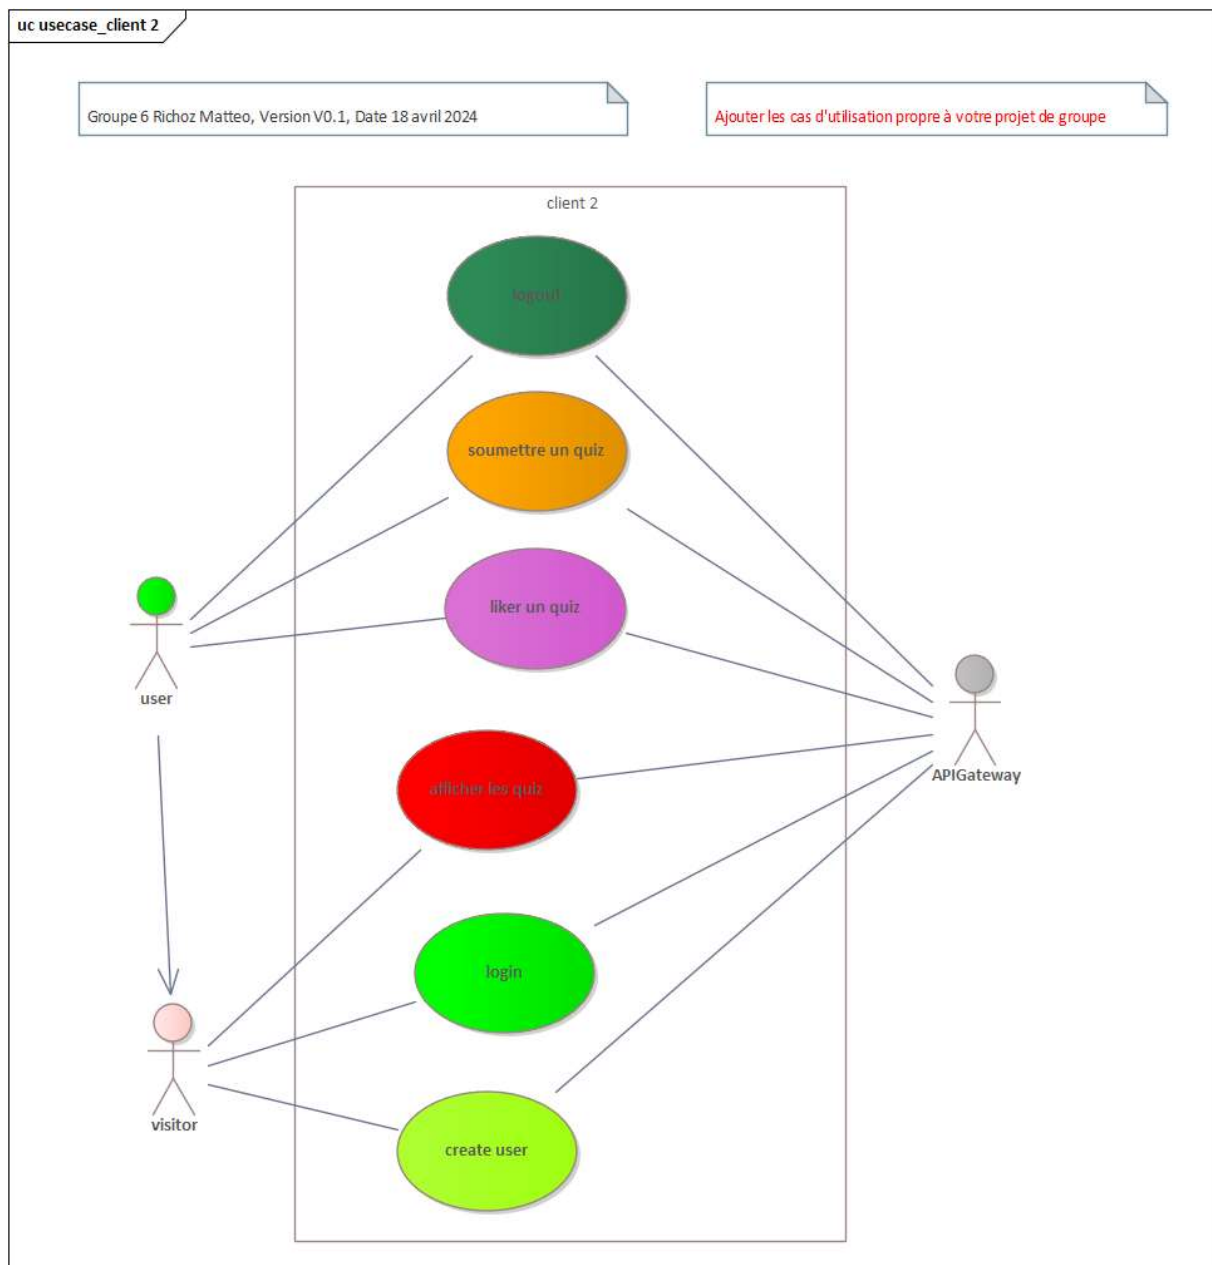 uc usecase_client 2
Groupe 6 Richoz Matteo, Version V0.1, Date 18 avril 2024
Ajouter les cas d'utilisation propre à votre projet de groupe
client 2
logout
soumettre un quiz
liker un quiz
user
APIGateway
afficher les quiz
login
visitor
create user